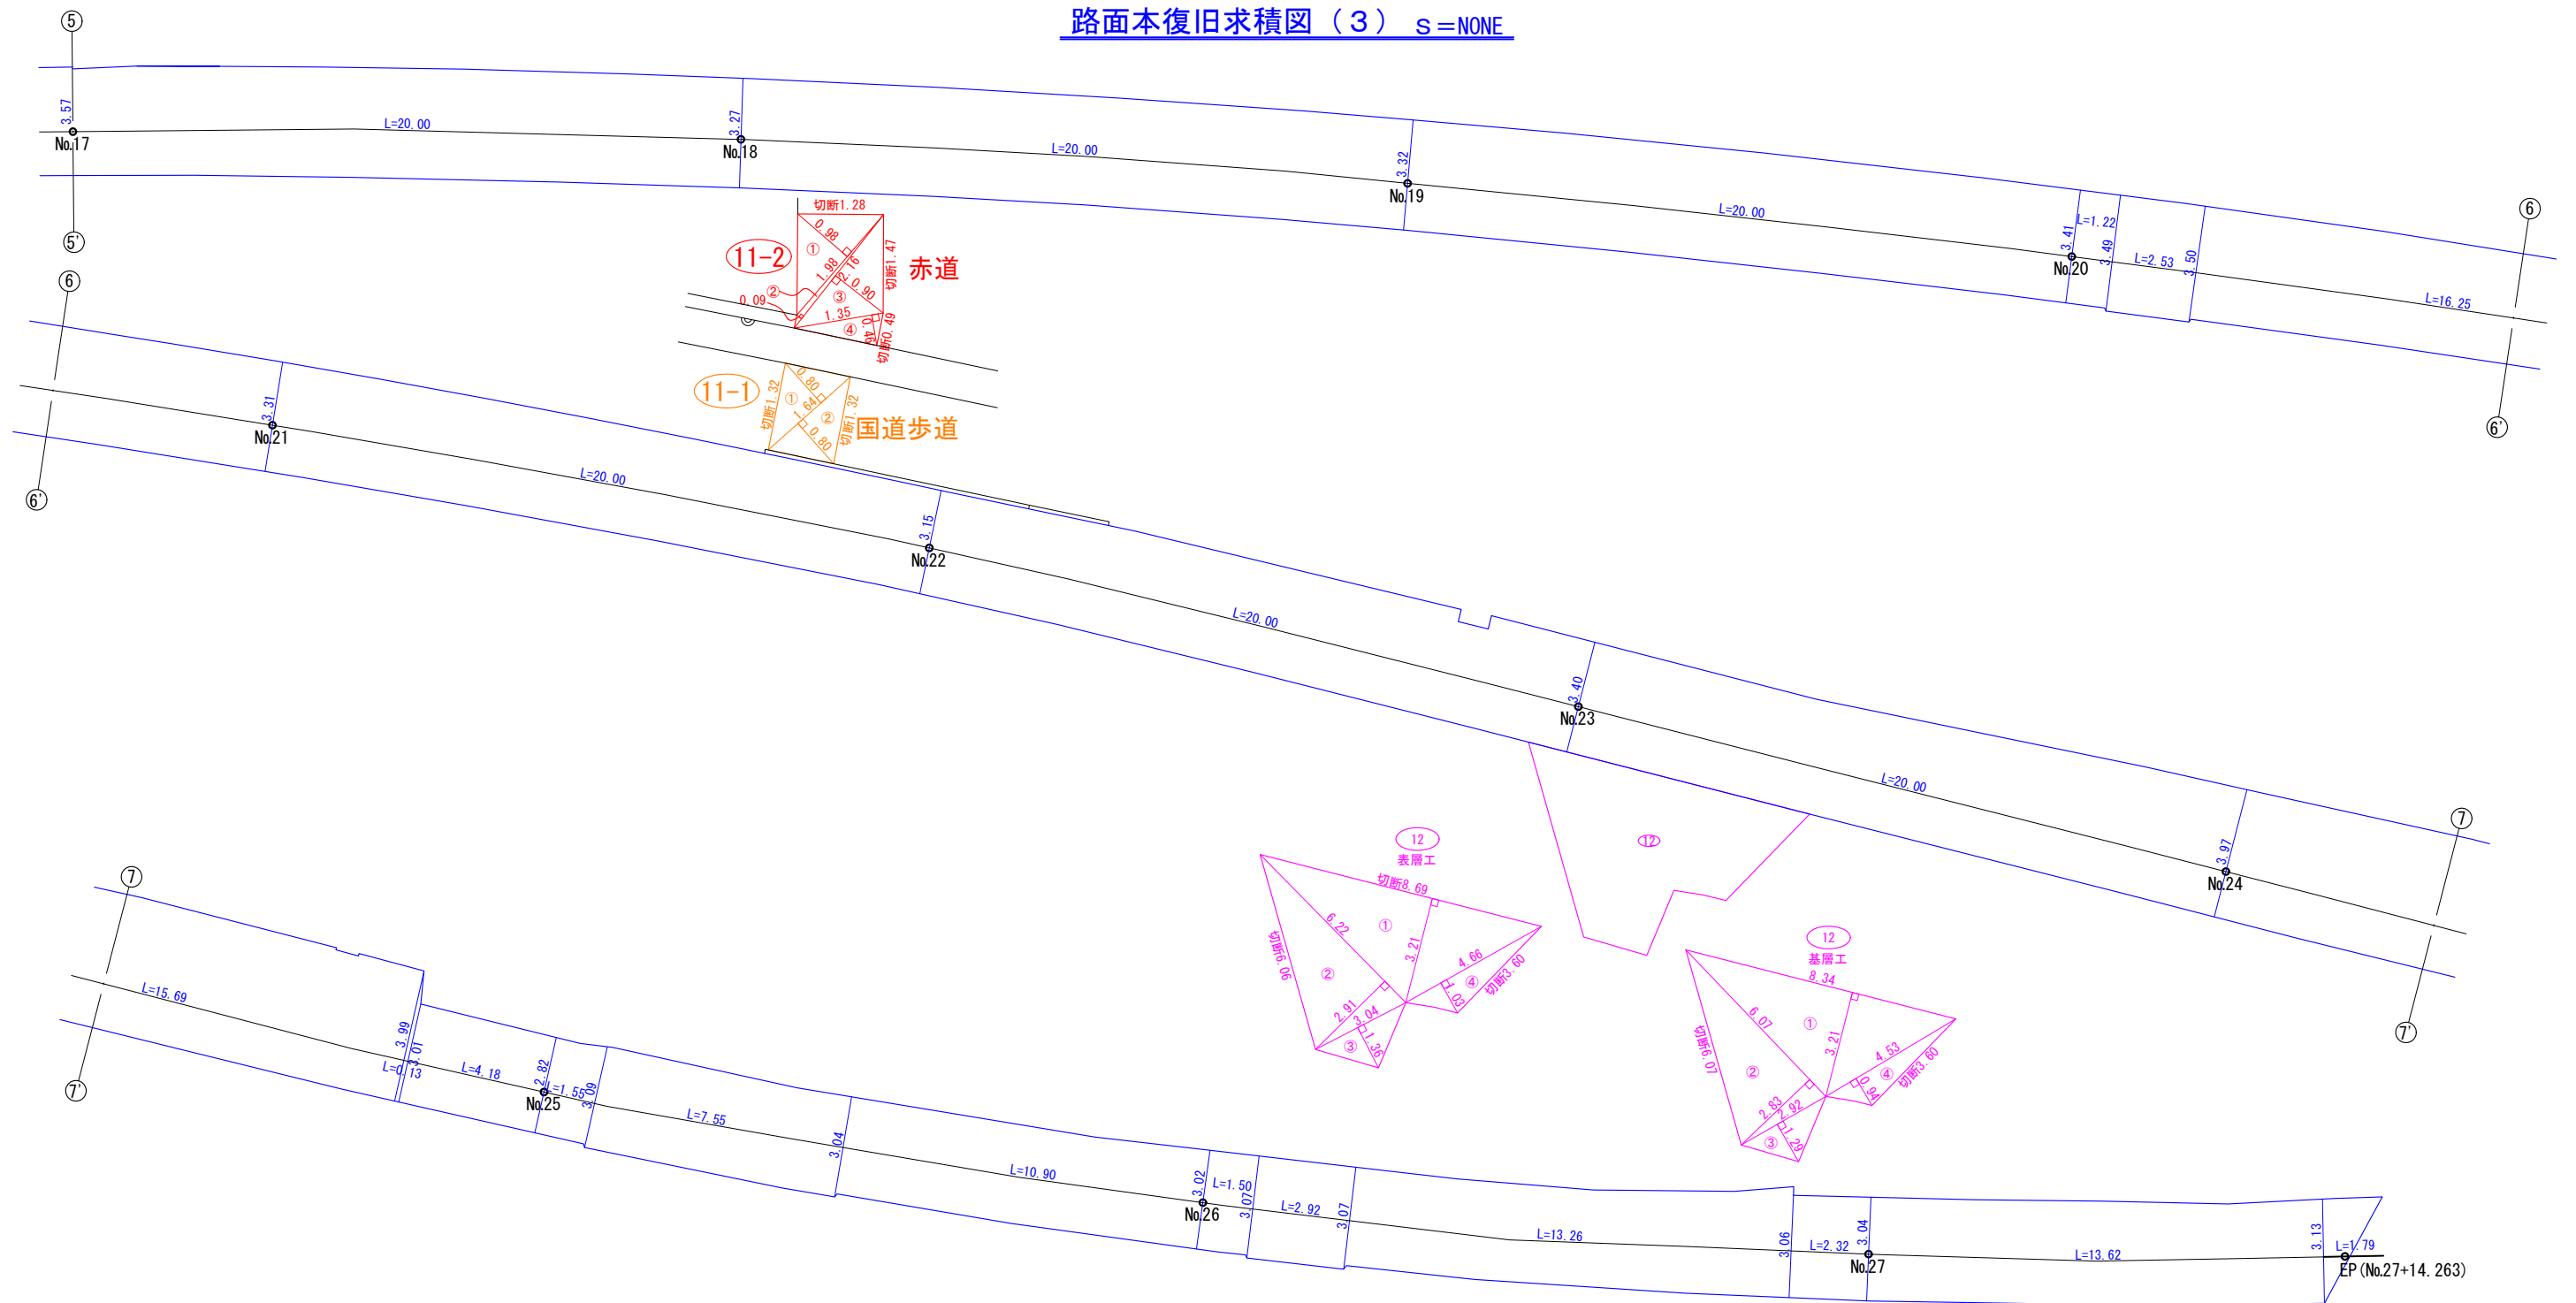 路面本復旧求積図（３） S=NONE
⑤
3.57
No.17
⑤'
L=20.00
3.27
No.18
L=20.00
3.32
No.19
L=20.00
3.41
No.20
L=1.22
3.49
L=2.53
3.50
L=16.25
⑥
⑥'
切断1.28
0.98
①
11-2
1.98
2.16
切断1.47
赤道
②
0.09
③
0.90
1.35
④
0.46
切断0.49
11-1
切断1.32
0.80
①
1.64
②
0.80
切断1.32
国道歩道
⑥
⑥'
3.31
No.21
L=20.00
3.15
No.22
L=20.00
3.40
No.23
L=20.00
3.97
No.24
⑦
⑦'
12
12
表層工
切断8.69
6.22
①
3.21
切断6.06
②
4.66
④
1.03
切断3.60
2.91
3.04
③
1.36
12
基層工
8.34
6.07
①
3.21
切断6.07
②
4.53
④
0.94
切断3.60
2.83
2.92
③
1.29
⑦
⑦'
L=15.69
3.99
3.01
L=0.13
L=4.18
2.82
No.25
L=1.55
3.09
L=7.55
3.04
L=10.90
3.02
No.26
L=1.50
3.07
L=2.92
3.07
L=13.26
3.06
L=2.32
3.04
No.27
L=13.62
3.13
L=1.79
EP(No.27+14.263)